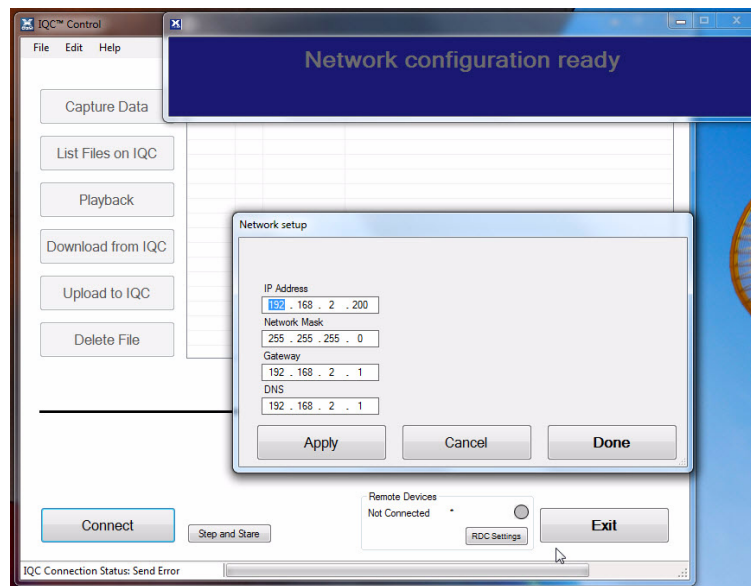 IQC™ Control
File Edit Help
Network configuration ready
Capture Data
List Files on IQC
Playback
Download from IQC
Upload to IQC
Delete File
Network setup
IP Address
192 . 168 . 2 . 200
Network Mask
255 . 255 . 255 . 0
Gateway
192 . 168 . 2 . 1
DNS
192 . 168 . 2 . 1
Apply Cancel Done
Remote Devices
Not Connected *
Connect Step and Stare RDC Settings Exit
IQC Connection Status: Send Error